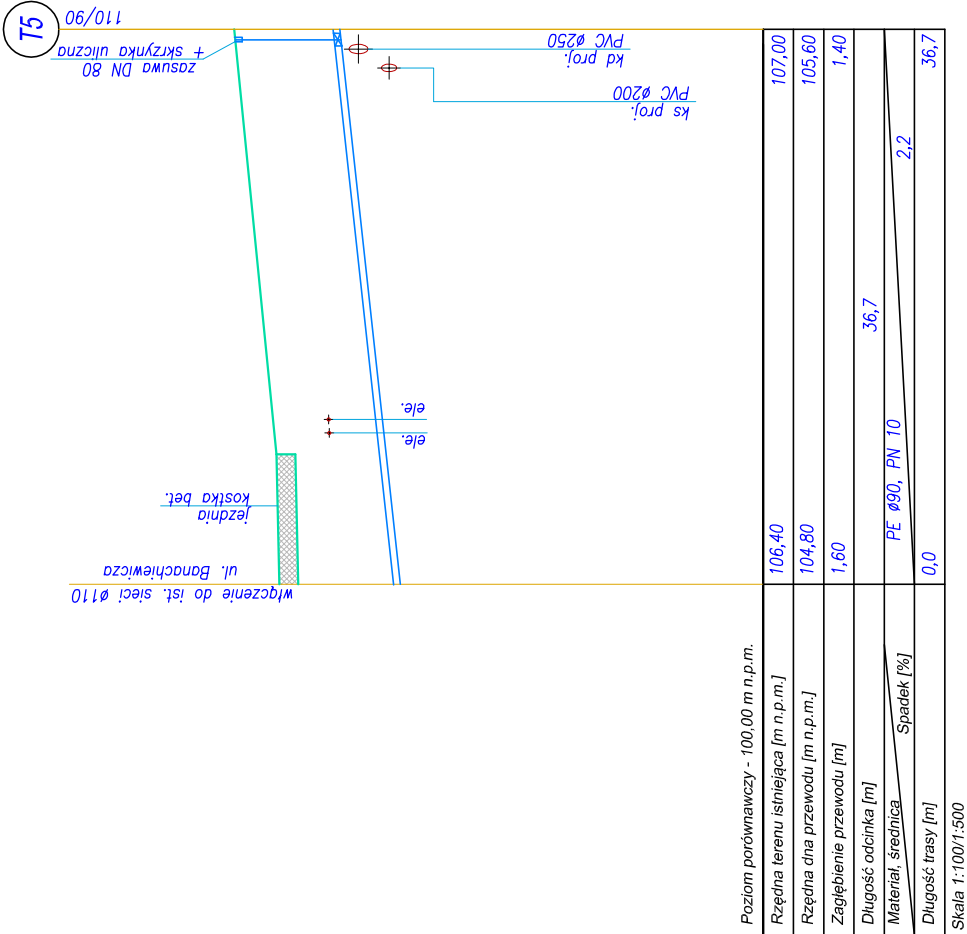 T5
110/90
zasuwa DN 80
+ skrzynka uliczna
kd proj.
PVC ø250
ks proj.
PVC ø200
ele.
ele.
jezdnia
kostka bet.
włączenie do ist. sieci ø110
ul. Banachiewicza
Poziom porównawczy - 100,00 m n.p.m.
Rzędna terenu istniejąca [m n.p.m.] 106,40 107,00
Rzędna dna przewodu [m n.p.m.] 104,80 105,60
Zagłębienie przewodu [m] 1,60 1,40
Długość odcinka [m] 36,7
Materiał, średnica Spadek [%] PE ø90, PN 10 2,2
Długość trasy [m] 0,0 36,7
Skala 1:100/1:500